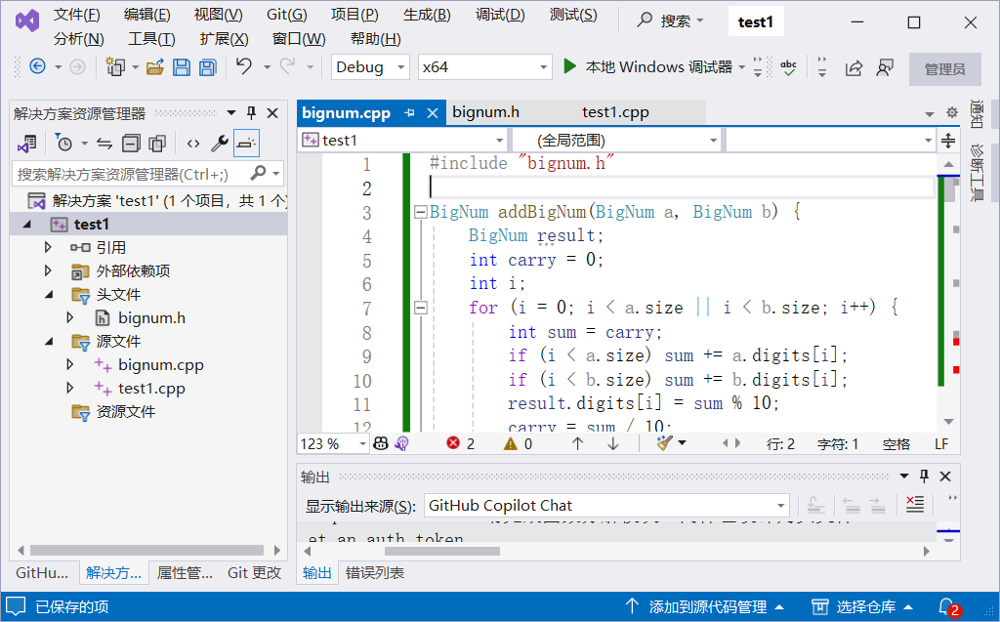 文件(F) 编辑(E) 视图(V) Git(G) 项目(P) 生成(B) 调试(D) 测试(S) 搜索 test1
分析(N) 工具(T) 扩展(X) 窗口(W) 帮助(H)
Debug x64 本地 Windows 调试器 abc 管理员
解决方案资源管理器
搜索解决方案资源管理器(Ctrl+;)
解决方案 'test1' (1 个项目，共 1 个)
test1
引用
外部依赖项
头文件
bignum.h
源文件
bignum.cpp
test1.cpp
资源文件
GitHu... 解决方... 属性管... Git 更改
bignum.cpp bignum.h test1.cpp
test1 (全局范围)
1 #include "bignum.h"
2
3 BigNum addBigNum(BigNum a, BigNum b) {
4 BigNum result;
5 int carry = 0;
6 int i;
7 for (i = 0; i < a.size || i < b.size; i++) {
8 int sum = carry;
9 if (i < a.size) sum += a.digits[i];
10 if (i < b.size) sum += b.digits[i];
11 result.digits[i] = sum % 10;
12 carry = sum / 10;
123 % 2 0 行: 2 字符: 1 空格 LF
输出
显示输出来源(S): GitHub Copilot Chat
et an auth token
输出 错误列表
通知
诊断工具
已保存的项 添加到源代码管理 选择仓库 2